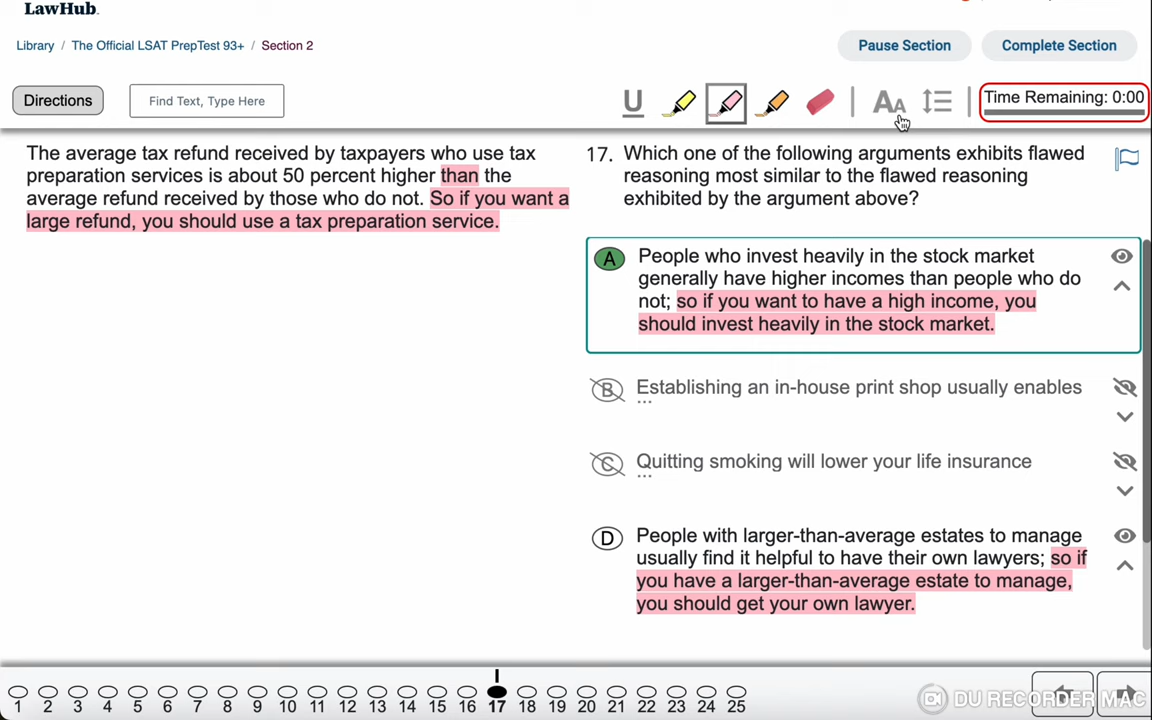 LawHub
Library / The Official LSAT PrepTest 93+ / Section 2
Pause Section
Complete Section
Directions
Find Text, Type Here
U
AA
Time Remaining: 0:00
The average tax refund received by taxpayers who use tax
preparation services is about 50 percent higher than the
average refund received by those who do not. So if you want a
large refund, you should use a tax preparation service.
17. Which one of the following arguments exhibits flawed
reasoning most similar to the flawed reasoning
exhibited by the argument above?
A People who invest heavily in the stock market
generally have higher incomes than people who do
not; so if you want to have a high income, you
should invest heavily in the stock market.
B Establishing an in-house print shop usually enables
...
C Quitting smoking will lower your life insurance
...
D People with larger-than-average estates to manage
usually find it helpful to have their own lawyers; so if
you have a larger-than-average estate to manage,
you should get your own lawyer.
1 2 3 4 5 6 7 8 9 10 11 12 13 14 15 16 17 18 19 20 21 22 23 24 25
DU RECORDER MAC